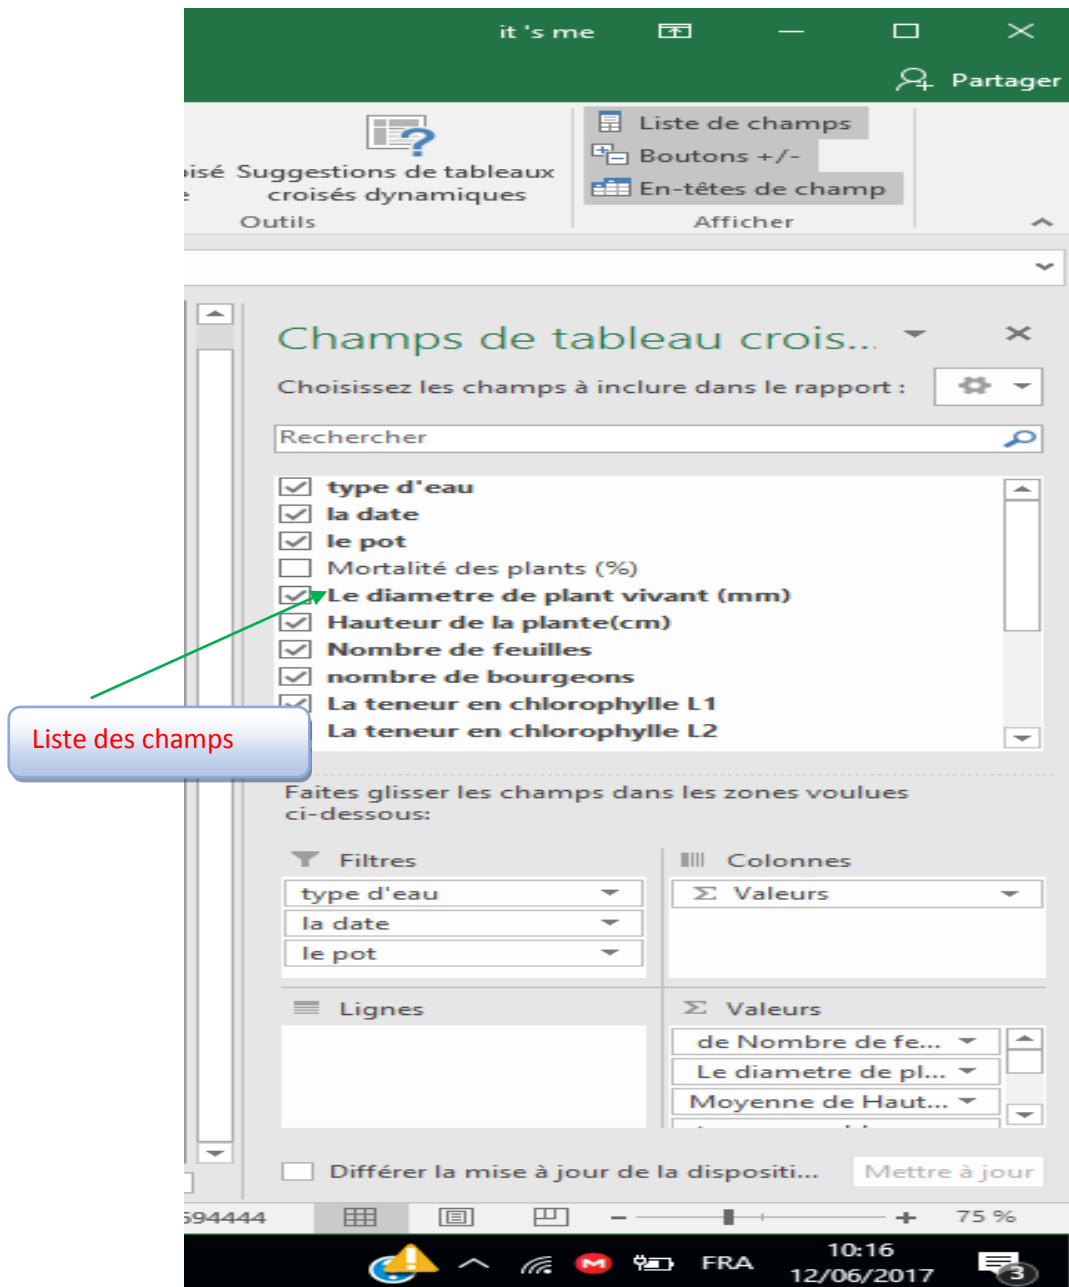 it 's me
Partager
Liste de champs
Boutons +/-
En-têtes de champ
Suggestions de tableaux
croisés dynamiques
Outils
Afficher
Champs de tableau crois...
Choisissez les champs à inclure dans le rapport :
Rechercher
type d'eau
la date
le pot
Mortalité des plants (%)
Le diametre de plant vivant (mm)
Hauteur de la plante(cm)
Nombre de feuilles
nombre de bourgeons
La teneur en chlorophylle L1
La teneur en chlorophylle L2
Liste des champs
Faites glisser les champs dans les zones voulues
ci-dessous:
Filtres
Colonnes
type d'eau
Σ Valeurs
la date
le pot
Lignes
Σ Valeurs
de Nombre de fe...
Le diametre de pl...
Moyenne de Haut...
Différer la mise à jour de la dispositi...
Mettre à jour
594444
75 %
FRA
10:16
12/06/2017
3